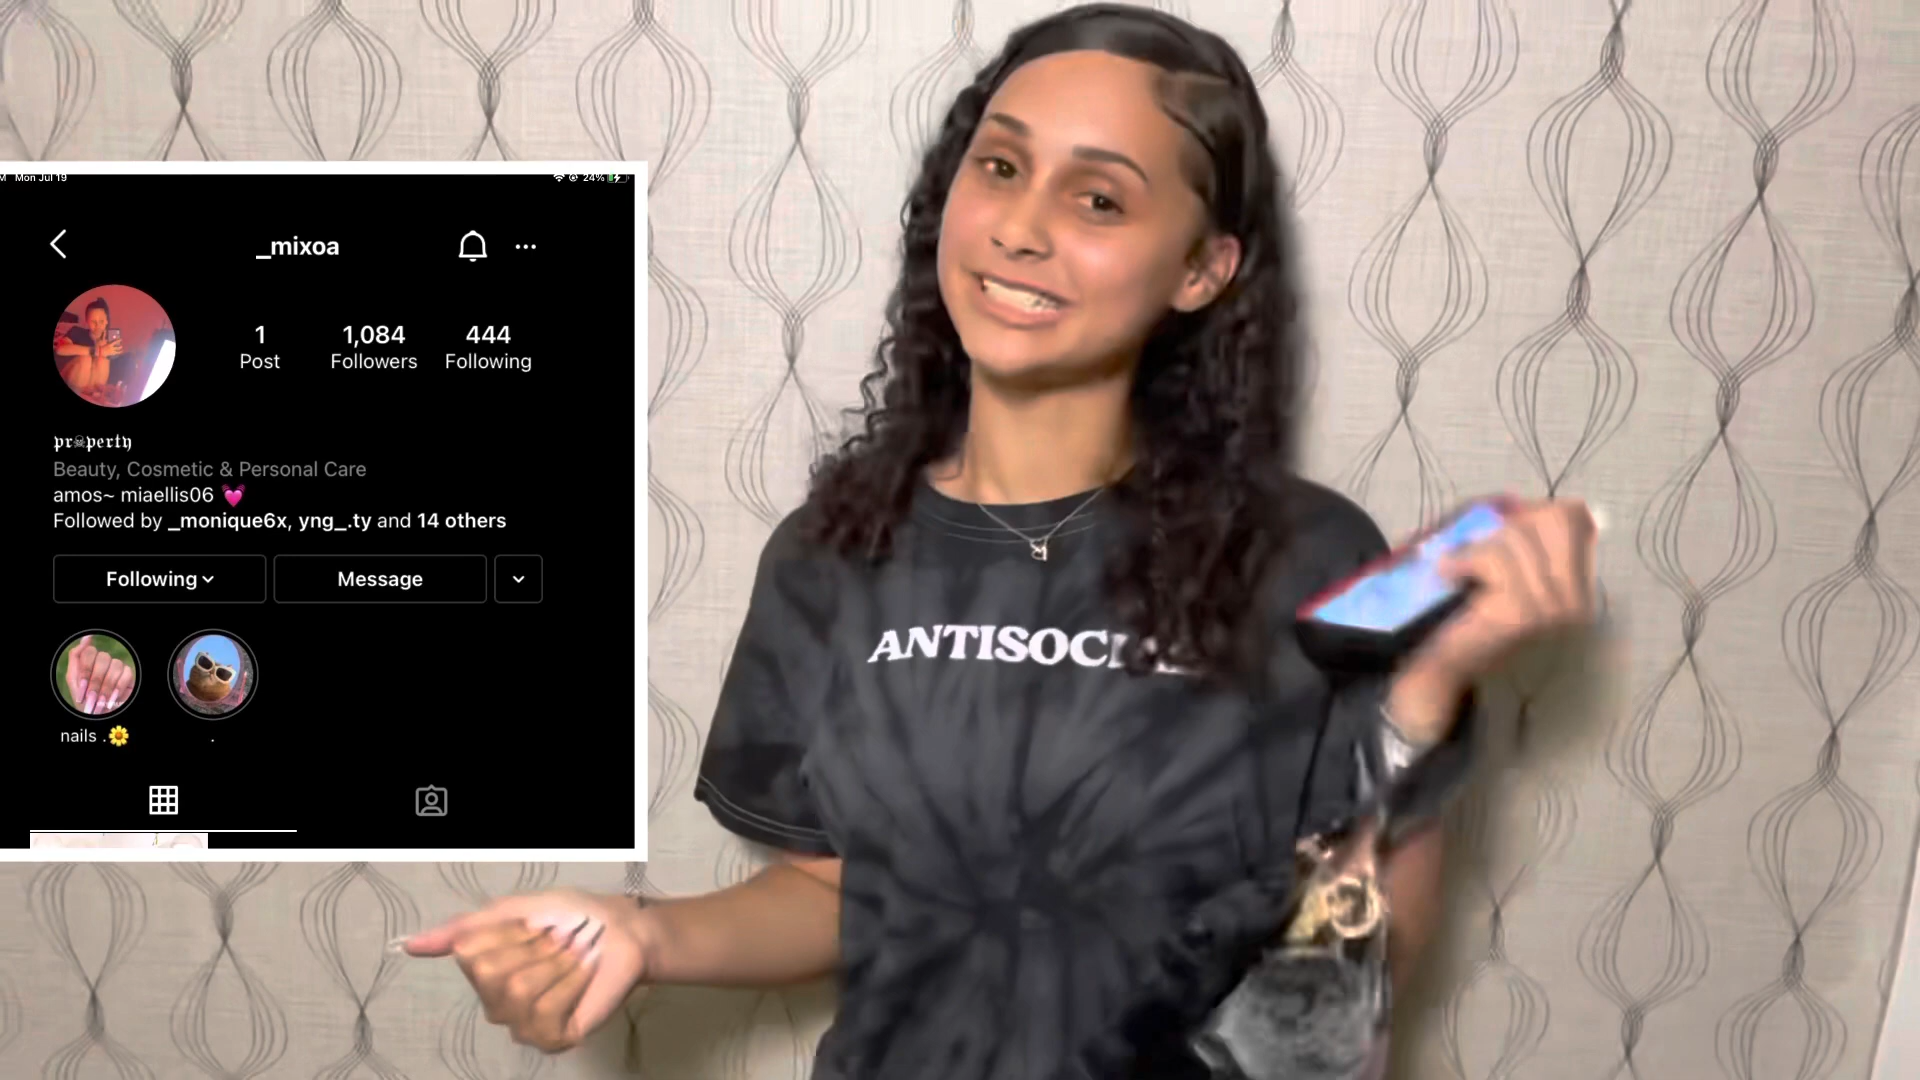 M Mon Jul 19
24%
_mixoa
1
1,084
444
Post
Followers
Following
𝖕𝖗☠𝖕𝖊𝖗𝖙𝖞
Beauty, Cosmetic & Personal Care
amos~ miaellis06 💓
Followed by _monique6x, yng_.ty and 14 others
Following
Message
nails .🌼
.
ANTISOCI